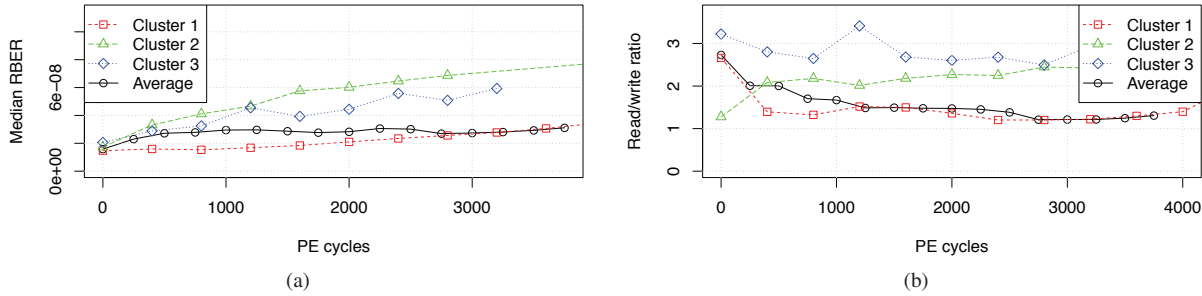 Median RBER
0e+00
6e-08
Cluster 1
Cluster 2
Cluster 3
Average
0
1000
2000
3000
PE cycles
(a)
Read/write ratio
0
1
2
3
Cluster 1
Cluster 2
Cluster 3
Average
0
1000
2000
3000
4000
PE cycles
(b)